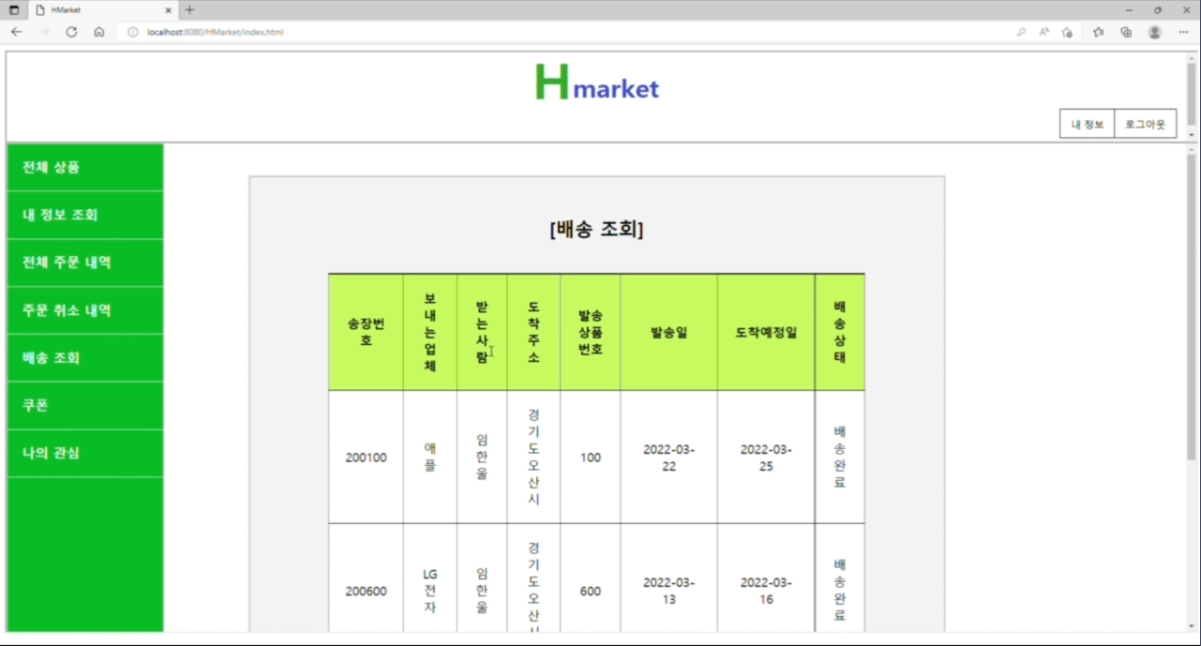 HMarket
localhost:8080/HMarket/index.html
Hmarket
내 정보
로그아웃
전체 상품
내 정보 조회
전체 주문 내역
주문 취소 내역
배송 조회
쿠폰
나의 관심
[배송 조회]
송장번
호
보
내
는
업
체
받
는
사
람
도
착
주
소
발송
상품
번호
발송일
도착예정일
배
송
상
태
200100
애
플
임
한
울
경
기
도
오
산
시
100
2022-03-
22
2022-03-
25
배
송
완
료
200600
LG
전
자
임
한
울
경
기
도
오
산
600
2022-03-
13
2022-03-
16
배
송
완
료